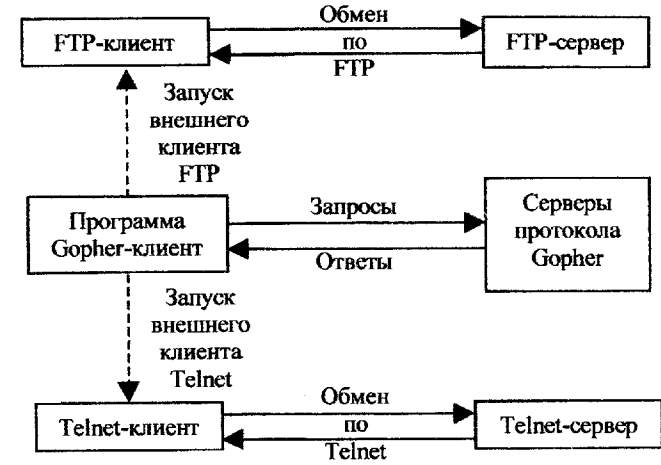 FTP-клиент
Обмен
по
FTP
FTP-сервер
Запуск
внешнего
клиента
FTP
Программа
Gopher-клиент
Запросы
Ответы
Серверы
протокола
Gopher
Запуск
внешнего
клиента
Telnet
Telnet-клиент
Обмен
по
Telnet
Telnet-сервер